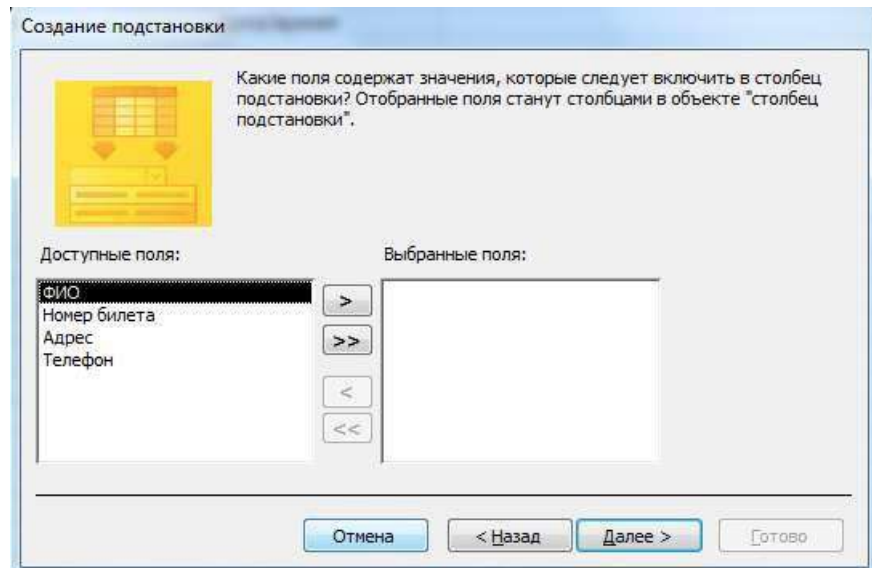 Создание подстановки
Какие поля содержат значения, которые следует включить в столбец
подстановки? Отобранные поля станут столбцами в объекте "столбец
подстановки".
Доступные поля:
Выбранные поля:
ФИО
Номер билета
Адрес
Телефон
>
>>
<
<<
Отмена
< Назад
Далее >
Готово